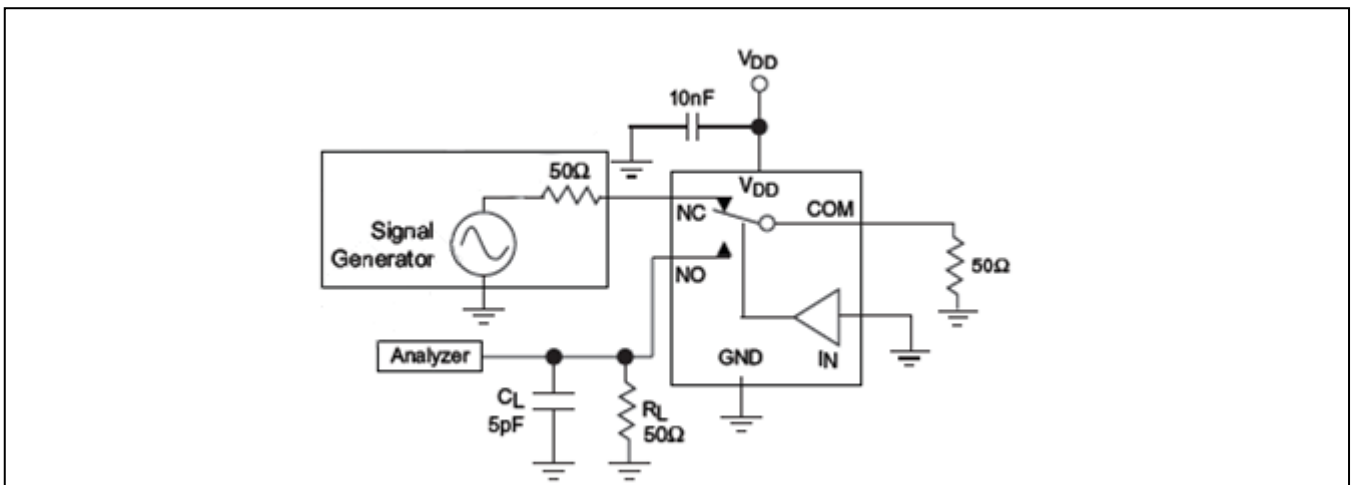 VDD
10nF
50Ω
VDD
NC
COM
Signal
Generator
NO
50Ω
Analyzer
GND
IN
CL
5pF
RL
50Ω